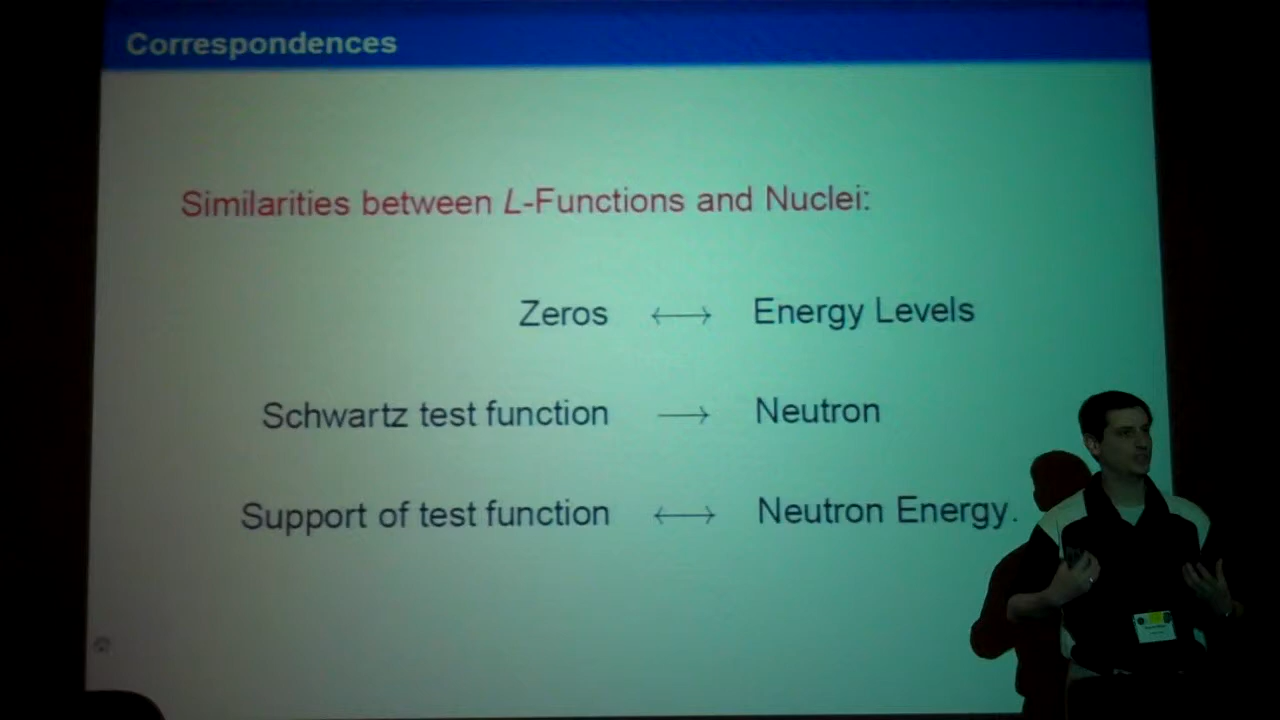 Correspondences
Similarities between L-Functions and Nuclei:
Zeros ⟷ Energy Levels
Schwartz test function ⟶ Neutron
Support of test function ⟷ Neutron Energy.